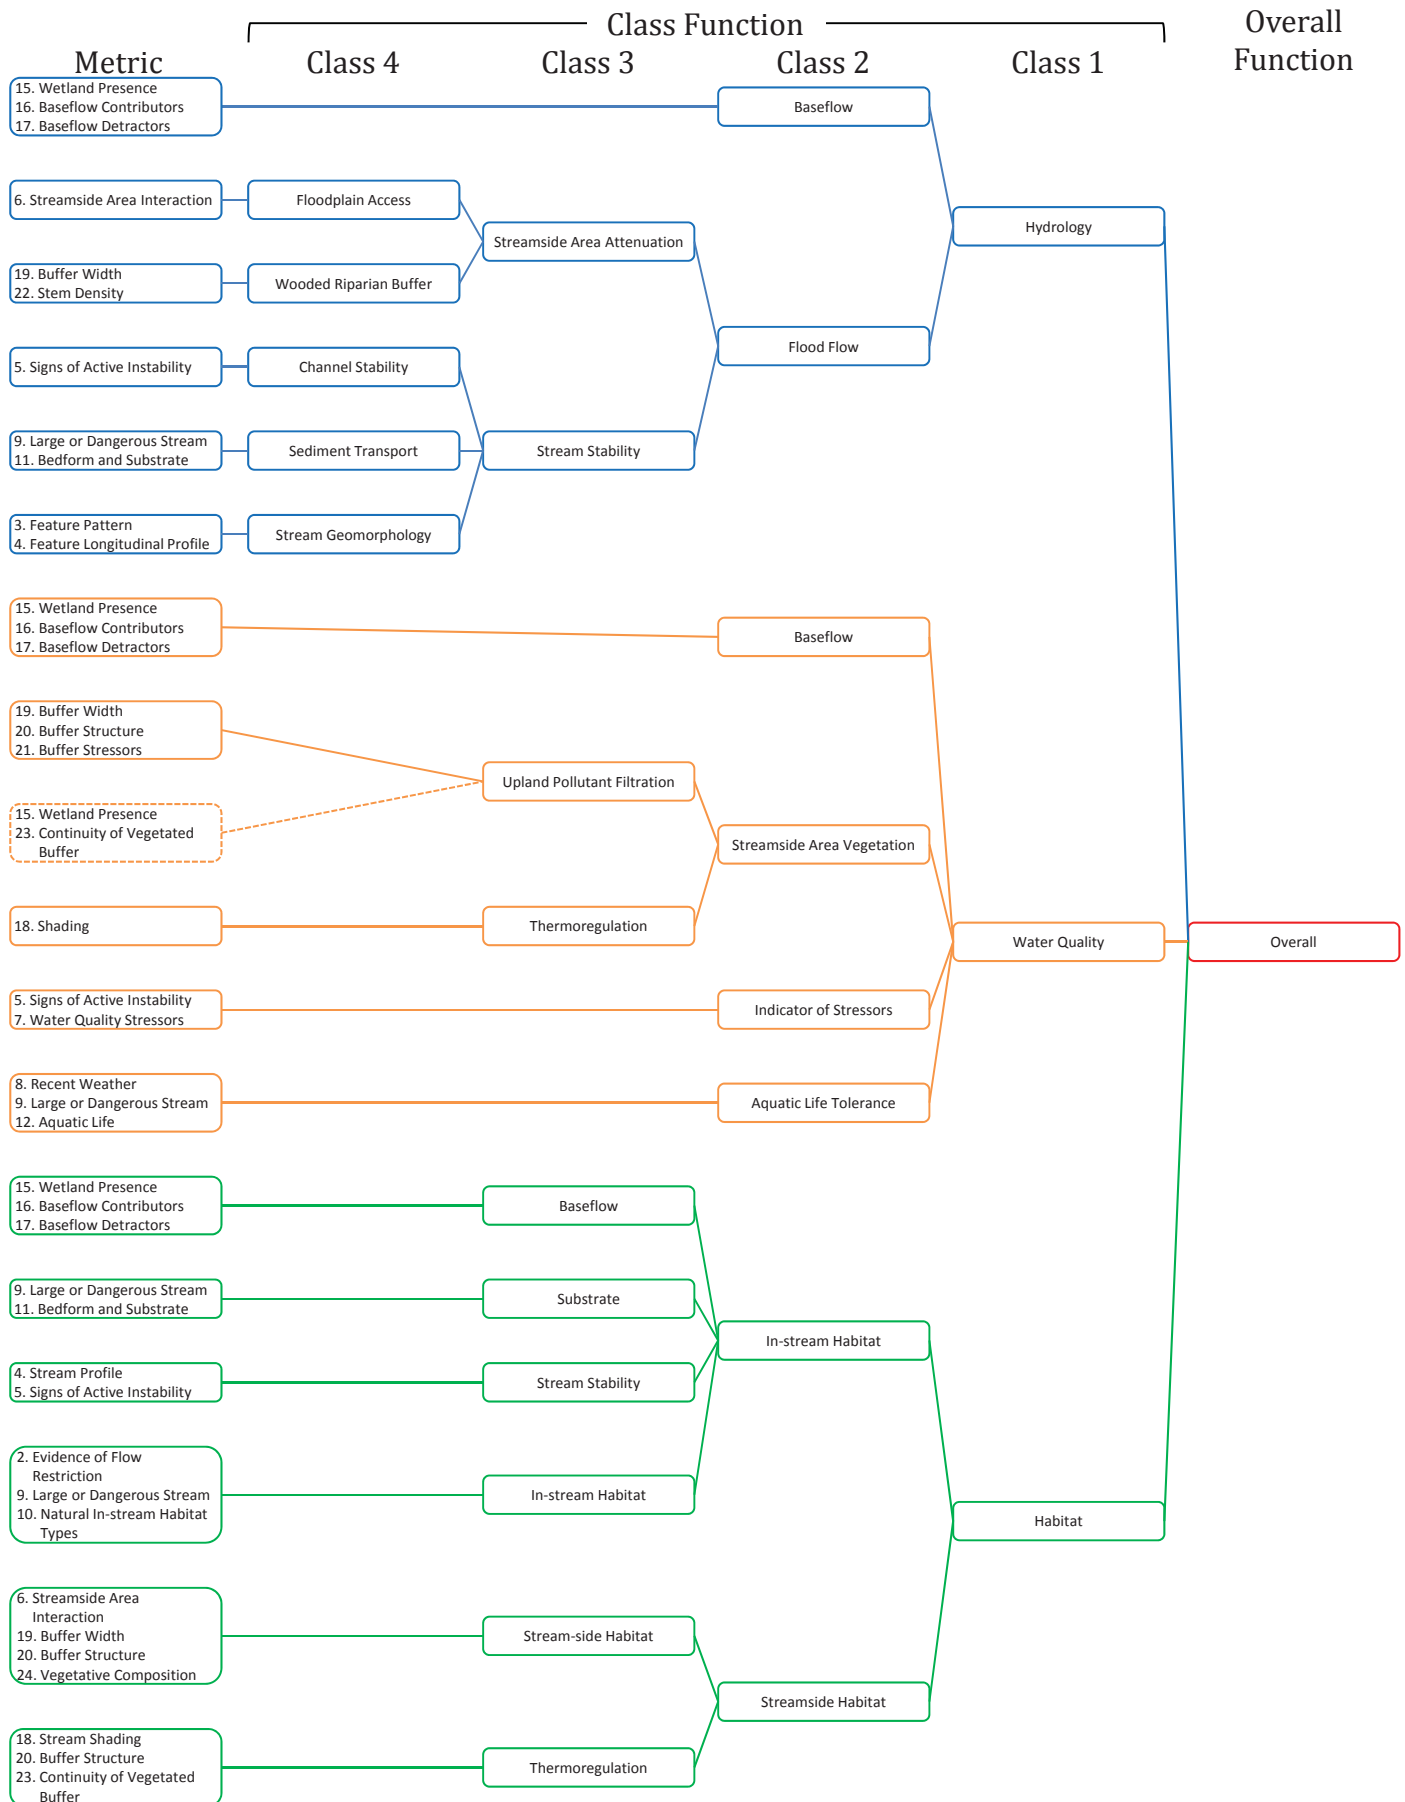 Class Function
Overall
Function
Metric
Class 4
Class 3
Class 2
Class 1
15. Wetland Presence
16. Baseflow Contributors
17. Baseflow Detractors
Baseflow
6. Streamside Area Interaction
Floodplain Access
Streamside Area Attenuation
Hydrology
19. Buffer Width
22. Stem Density
Wooded Riparian Buffer
Flood Flow
5. Signs of Active Instability
Channel Stability
9. Large or Dangerous Stream
11. Bedform and Substrate
Sediment Transport
Stream Stability
3. Feature Pattern
4. Feature Longitudinal Profile
Stream Geomorphology
15. Wetland Presence
16. Baseflow Contributors
17. Baseflow Detractors
Baseflow
19. Buffer Width
20. Buffer Structure
21. Buffer Stressors
Upland Pollutant Filtration
15. Wetland Presence
23. Continuity of Vegetated
Buffer
Streamside Area Vegetation
18. Shading
Thermoregulation
Water Quality
Overall
5. Signs of Active Instability
7. Water Quality Stressors
Indicator of Stressors
8. Recent Weather
9. Large or Dangerous Stream
12. Aquatic Life
Aquatic Life Tolerance
15. Wetland Presence
16. Baseflow Contributors
17. Baseflow Detractors
Baseflow
9. Large or Dangerous Stream
11. Bedform and Substrate
Substrate
In-stream Habitat
4. Stream Profile
5. Signs of Active Instability
Stream Stability
2. Evidence of Flow
Restriction
9. Large or Dangerous Stream
10. Natural In-stream Habitat
Types
In-stream Habitat
Habitat
6. Streamside Area
Interaction
19. Buffer Width
20. Buffer Structure
24. Vegetative Composition
Stream-side Habitat
Streamside Habitat
18. Stream Shading
20. Buffer Structure
23. Continuity of Vegetated
Buffer
Thermoregulation